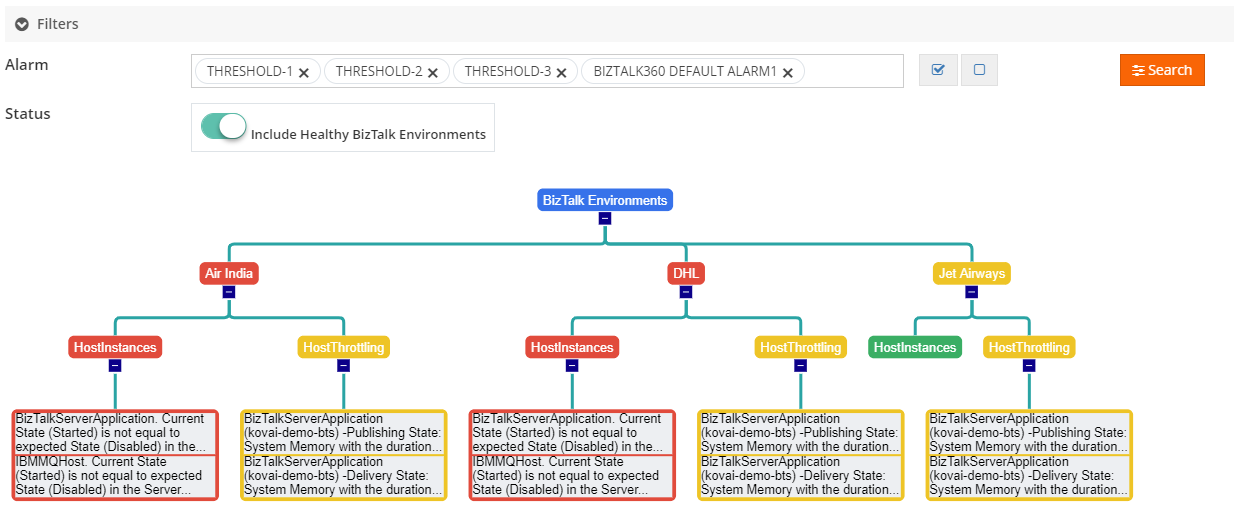 Filters
Alarm
THRESHOLD-1 × THRESHOLD-2 × THRESHOLD-3 × BIZTALK360 DEFAULT ALARM1 ×
Search
Status
Include Healthy BizTalk Environments
BizTalk Environments
Air India
DHL
Jet Airways
HostInstances
HostThrottling
HostInstances
HostThrottling
HostInstances
HostThrottling
BizTalkServerApplication. Current
State (Started) is not equal to
expected State (Disabled) in the...
IBMMQHost. Current State
(Started) is not equal to expected
State (Disabled) in the Server...
BizTalkServerApplication
(kovai-demo-bts) -Publishing State:
System Memory with the duration...
BizTalkServerApplication
(kovai-demo-bts) -Delivery State:
System Memory with the duration...
BizTalkServerApplication. Current
State (Started) is not equal to
expected State (Disabled) in the...
IBMMQHost. Current State
(Started) is not equal to expected
State (Disabled) in the Server...
BizTalkServerApplication
(kovai-demo-bts) -Publishing State:
System Memory with the duration...
BizTalkServerApplication
(kovai-demo-bts) -Delivery State:
System Memory with the duration...
BizTalkServerApplication
(kovai-demo-bts) -Publishing State:
System Memory with the duration...
BizTalkServerApplication
(kovai-demo-bts) -Delivery State:
System Memory with the duration...